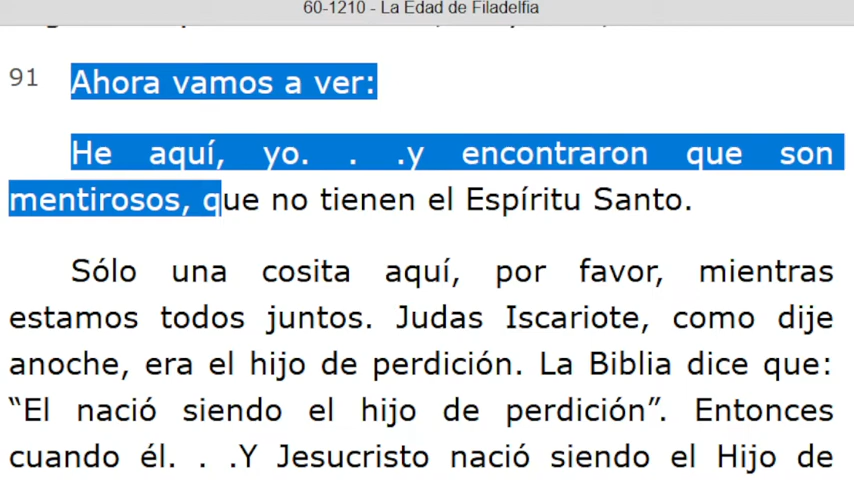 60-1210 - La Edad de Filadelfia
91 Ahora vamos a ver:
He aquí, yo. . .y encontraron que son
mentirosos, que no tienen el Espíritu Santo.
Sólo una cosita aquí, por favor, mientras
estamos todos juntos. Judas Iscariote, como dije
anoche, era el hijo de perdición. La Biblia dice que:
“El nació siendo el hijo de perdición”. Entonces
cuando él. . .Y Jesucristo nació siendo el Hijo de